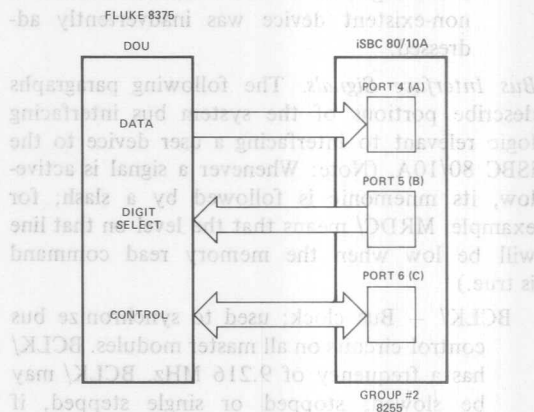 FLUKE 8375
non-existent device was inadvertently ad-
DOU
dressed.
iSBC 80/10A
Bus Interface Signals. The following paragraphs
PORT 4 (A)
describe portions of the system bus interfacing
DATA
logic relevant to interfacing a user device to the
iSBC 80/10A. (Note: Whenever a signal is active-
PORT 5 (B)
low, its mnemonic is followed by a slash; for
DIGIT
SELECT
example, MRDC/ means that the level on that line
will be low when the memory read command
PORT 6 (C)
is true.)
CONTROL
BCLK/ – Bus clock; used to synchronize bus
control circuits on all master modules. BCLK/
has a frequency of 9.216 MHz. BCLK/ may
be slowed, stopped or single stepped, if
GROUP #2
8255